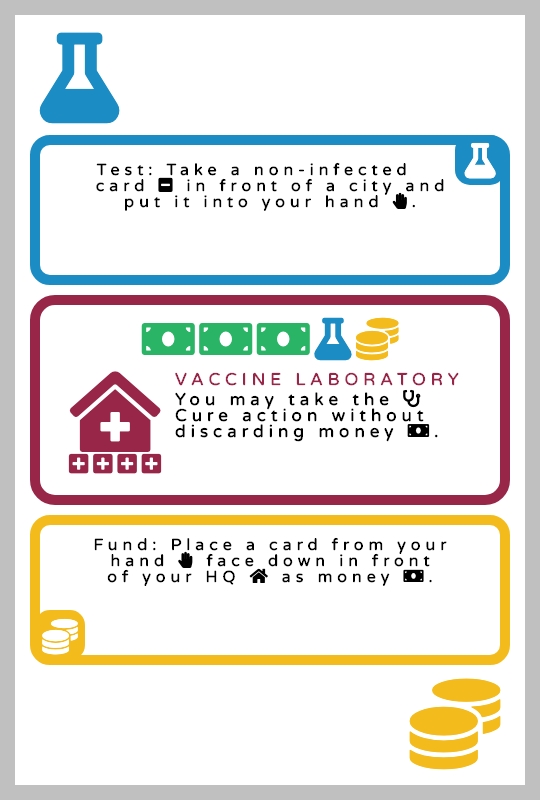 Test: Take a non-infected
card in front of a city and
put it into your hand .
VACCINE LABORATORY
You may take the
Cure action without
discarding money .
Fund: Place a card from your
hand face down in front
of your HQ as money .